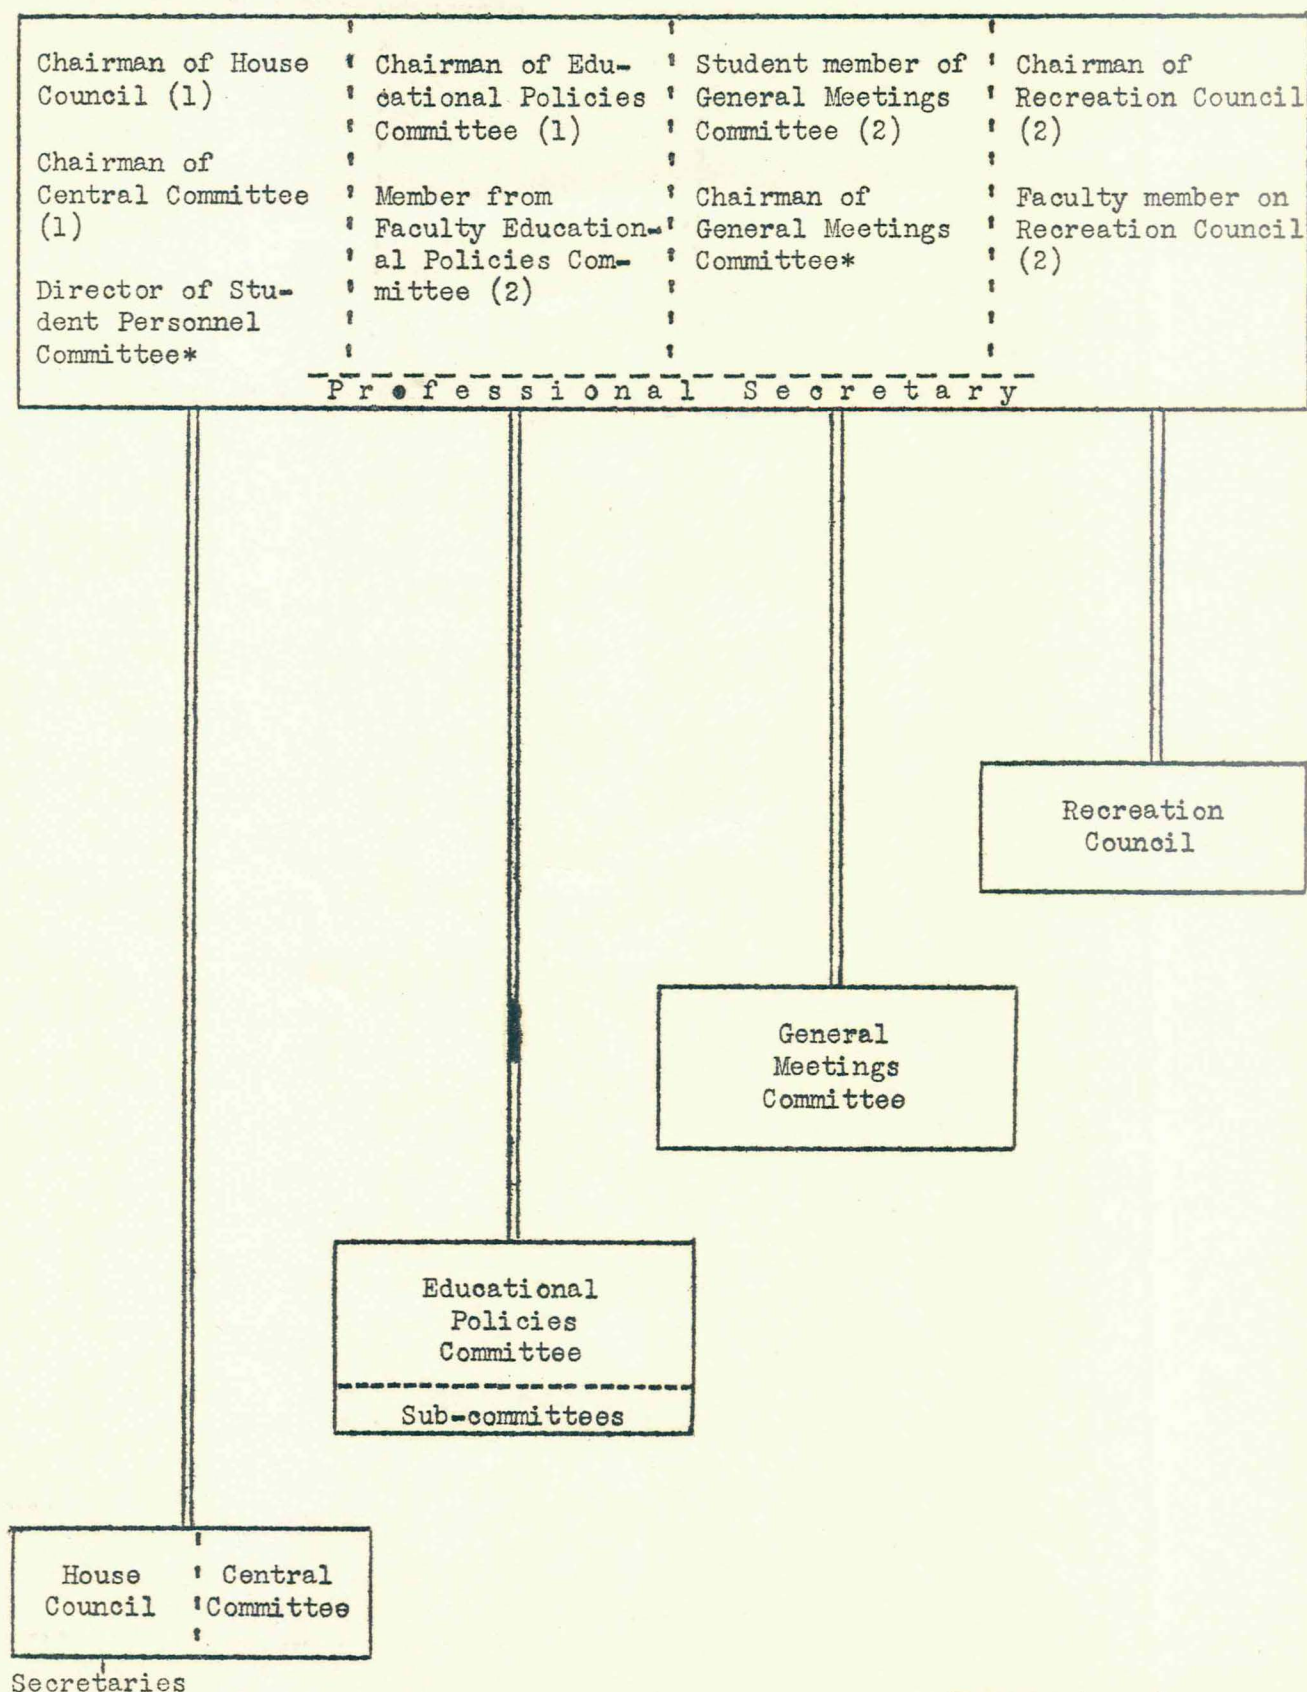 Chairman of House
Council (1)
Chairman of
Central Committee
(1)
Director of Stu-
dent Personnel
Committee*
Chairman of Edu-
cational Policies
Committee (1)
Member from
Faculty Education-
al Policies Com-
mittee (2)
Student member of
General Meetings
Committee (2)
Chairman of
General Meetings
Committee*
Chairman of
Recreation Council
(2)
Faculty member on
Recreation Council
(2)
Professional Secretary
Recreation
Council
General
Meetings
Committee
Educational
Policies
Committee
Sub-committees
House
Council
Central
Committee
Secretaries